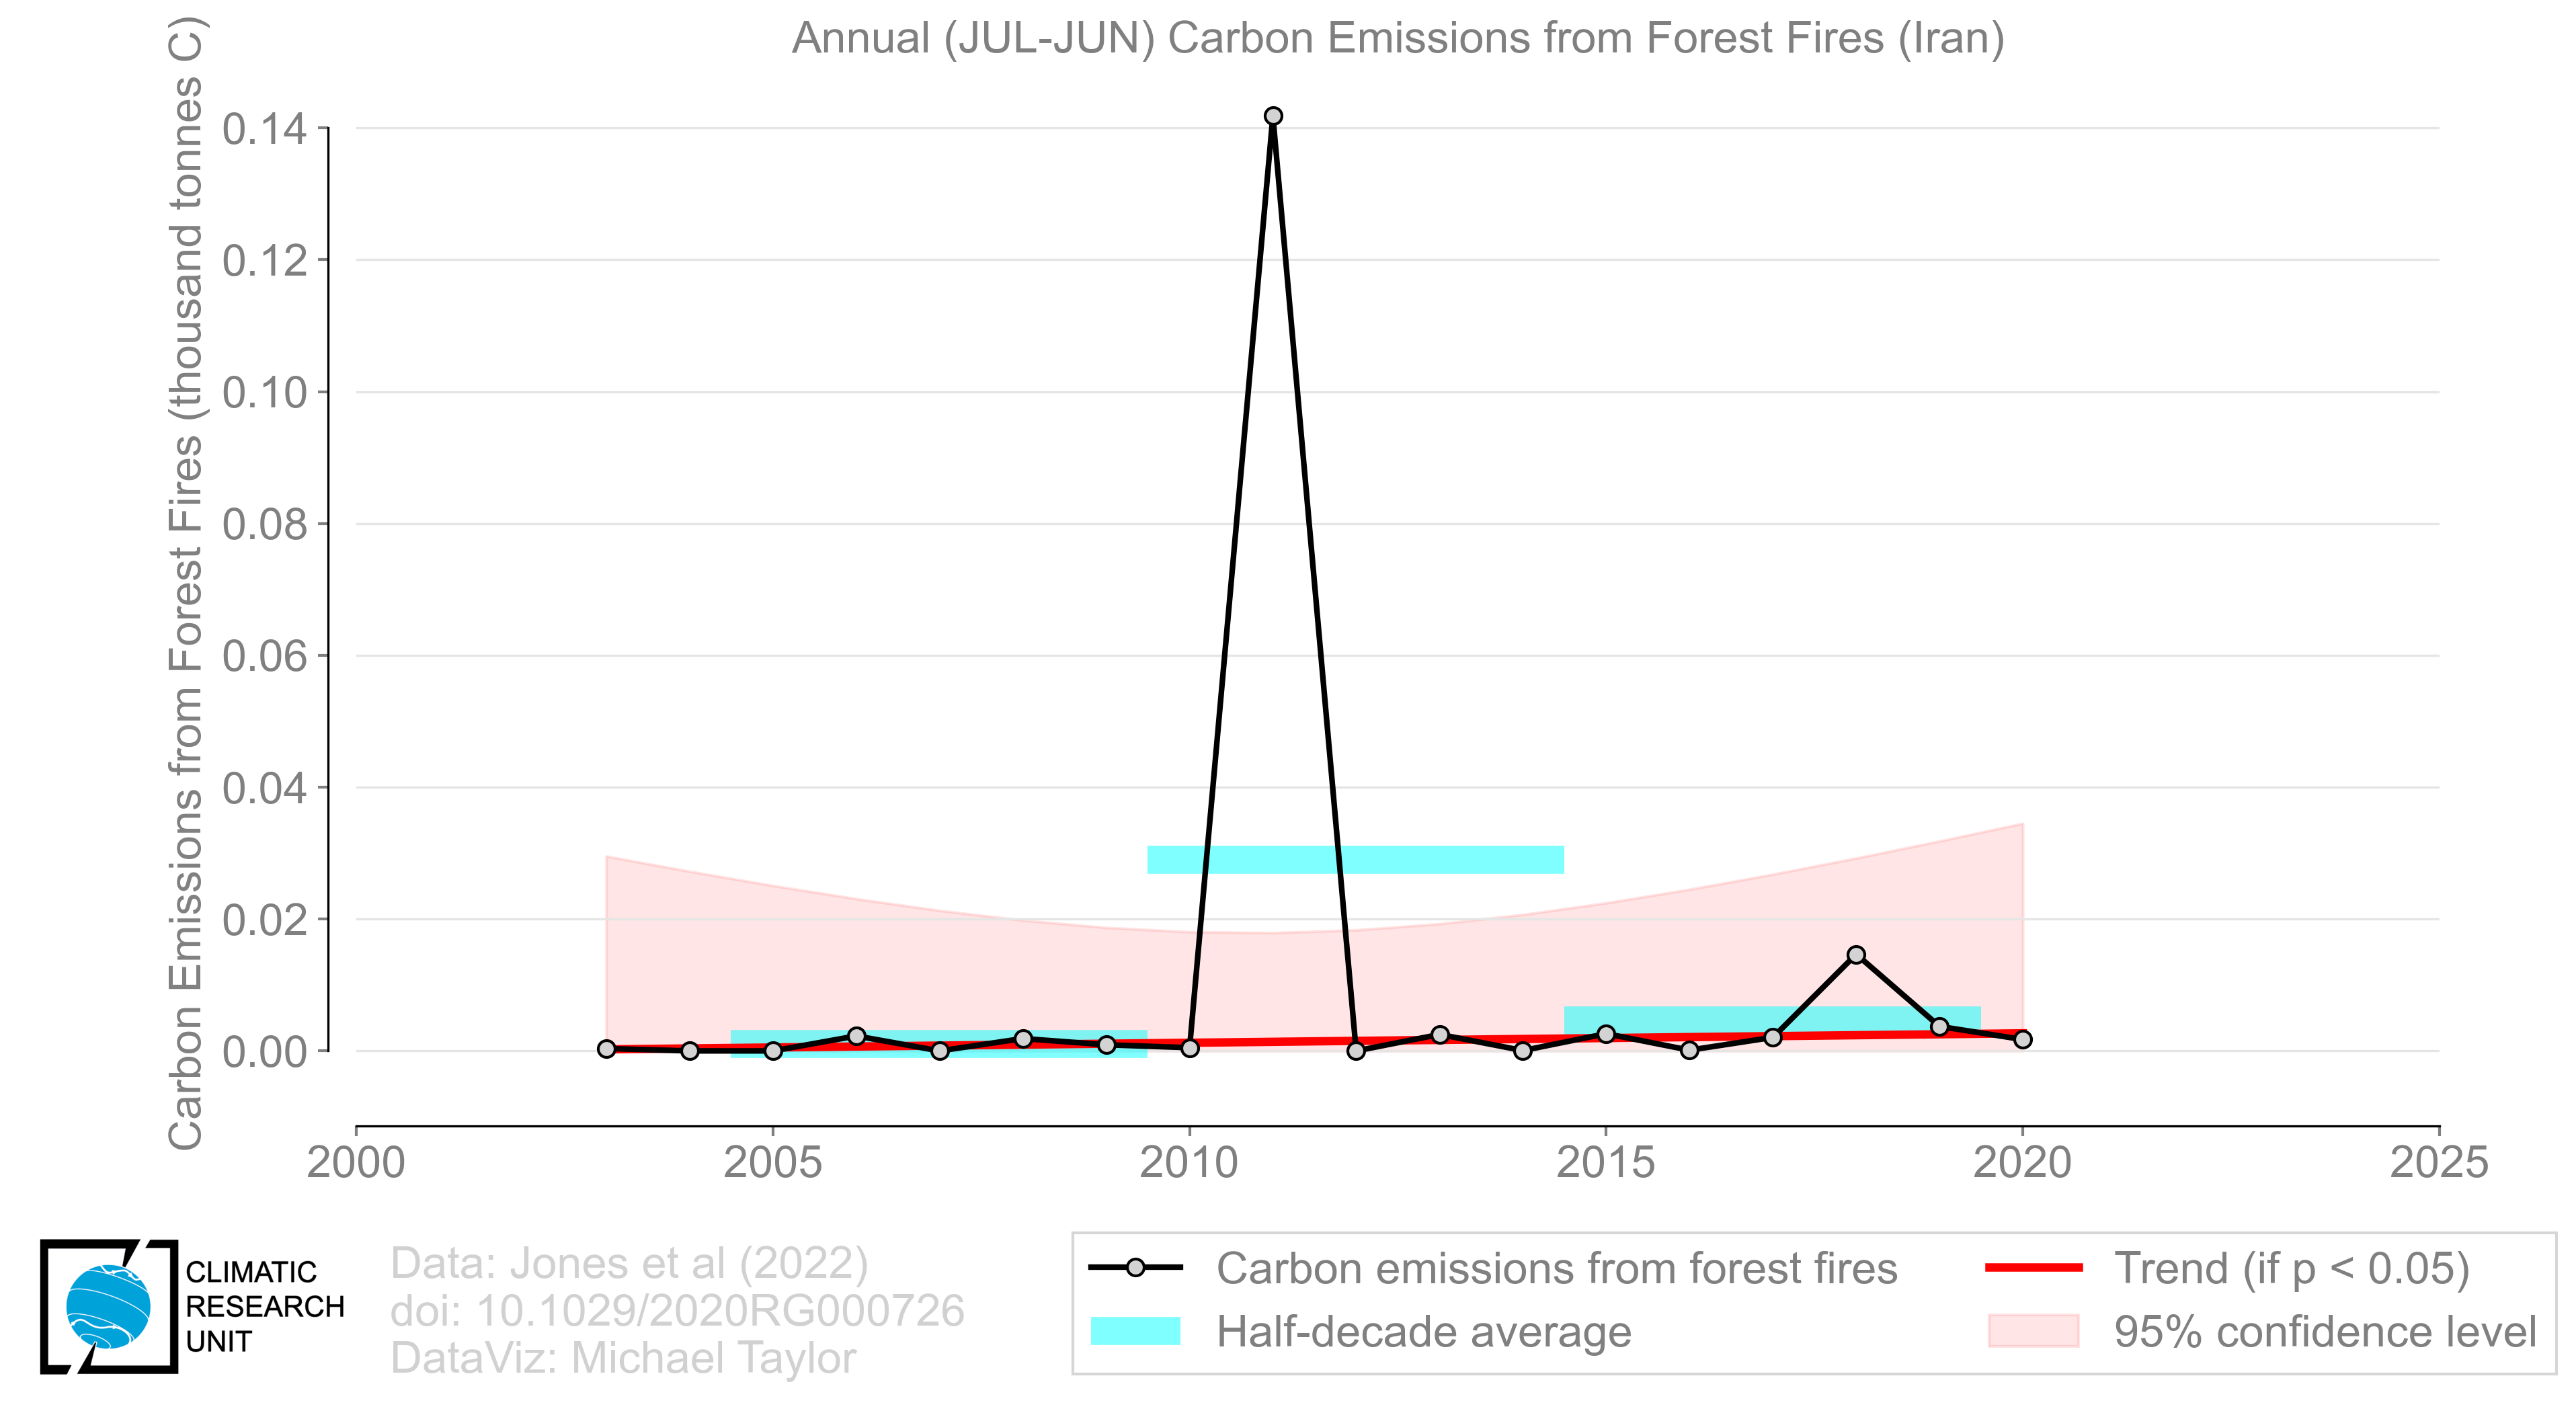 Annual (JUL-JUN) Carbon Emissions from Forest Fires (Iran)
Carbon Emissions from Forest Fires (thousand tonnes C)
0.14
0.12
0.10
0.08
0.06
0.04
0.02
0.00
2000 2005 2010 2015 2020 2025
CLIMATIC
RESEARCH
UNIT
Data: Jones et al (2022)
doi: 10.1029/2020RG000726
DataViz: Michael Taylor
Carbon emissions from forest fires
Half-decade average
Trend (if p < 0.05)
95% confidence level